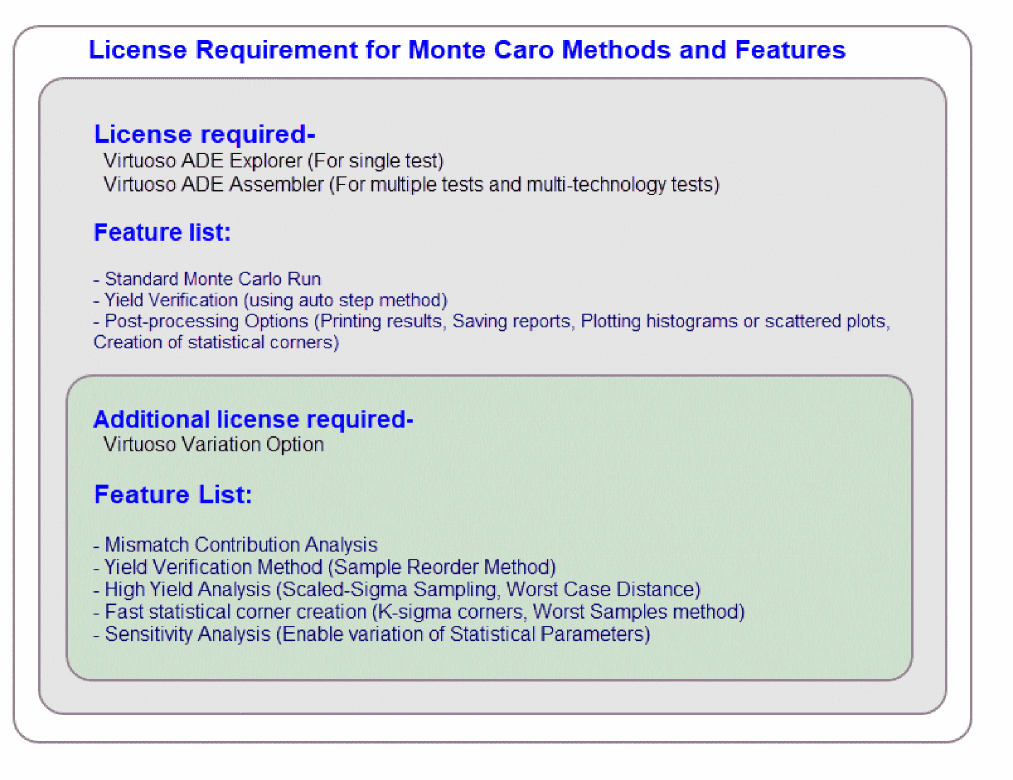 License Requirement for Monte Caro Methods and Features
License required-
Virtuoso ADE Explorer (For single test)
Virtuoso ADE Assembler (For multiple tests and multi-technology tests)
Feature list:
- Standard Monte Carlo Run
- Yield Verification (using auto step method)
- Post-processing Options (Printing results, Saving reports, Plotting histograms or scattered plots,
Creation of statistical corners)
Additional license required-
Virtuoso Variation Option
Feature List:
- Mismatch Contribution Analysis
- Yield Verification Method (Sample Reorder Method)
- High Yield Analysis (Scaled-Sigma Sampling, Worst Case Distance)
- Fast statistical corner creation (K-sigma corners, Worst Samples method)
- Sensitivity Analysis (Enable variation of Statistical Parameters)